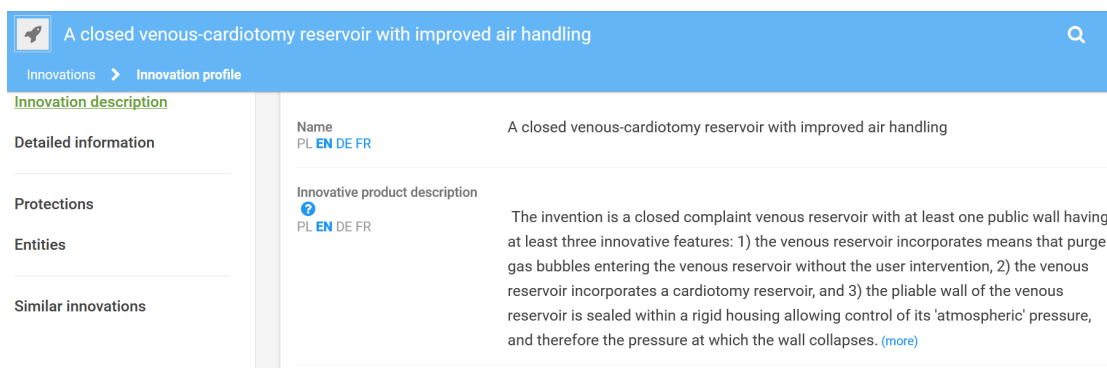 A closed venous-cardiotomy reservoir with improved air handling
Innovations Innovation profile
Innovation description
Detailed information
Protections
Entities
Similar innovations
Name
PL EN DE FR
A closed venous-cardiotomy reservoir with improved air handling
Innovative product description
?
PL EN DE FR
The invention is a closed complaint venous reservoir with at least one public wall having
at least three innovative features: 1) the venous reservoir incorporates means that purge
gas bubbles entering the venous reservoir without the user intervention, 2) the venous
reservoir incorporates a cardiotomy reservoir, and 3) the pliable wall of the venous
reservoir is sealed within a rigid housing allowing control of its 'atmospheric' pressure,
and therefore the pressure at which the wall collapses. (more)